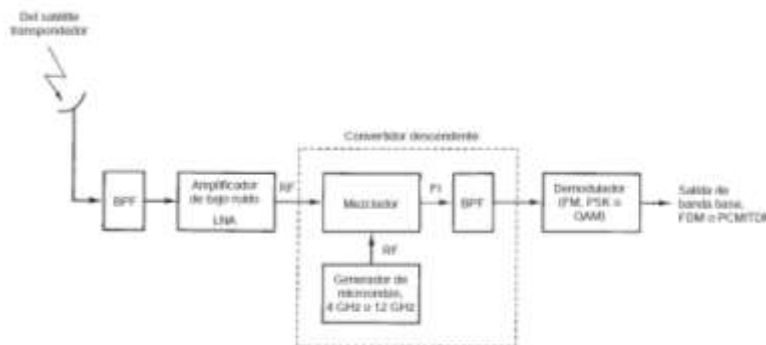 Del satélite
transpondador
Convertidor descendente
BPF
Amplificador
de bajo ruido
LNA
RF
Mezclador
FI
BPF
Demodulador
(FM, PSK o
QAM)
Salida de
banda base,
FDM o PCM/TDM
RF
Generador de
microondas,
4 GHz o 12 GHz